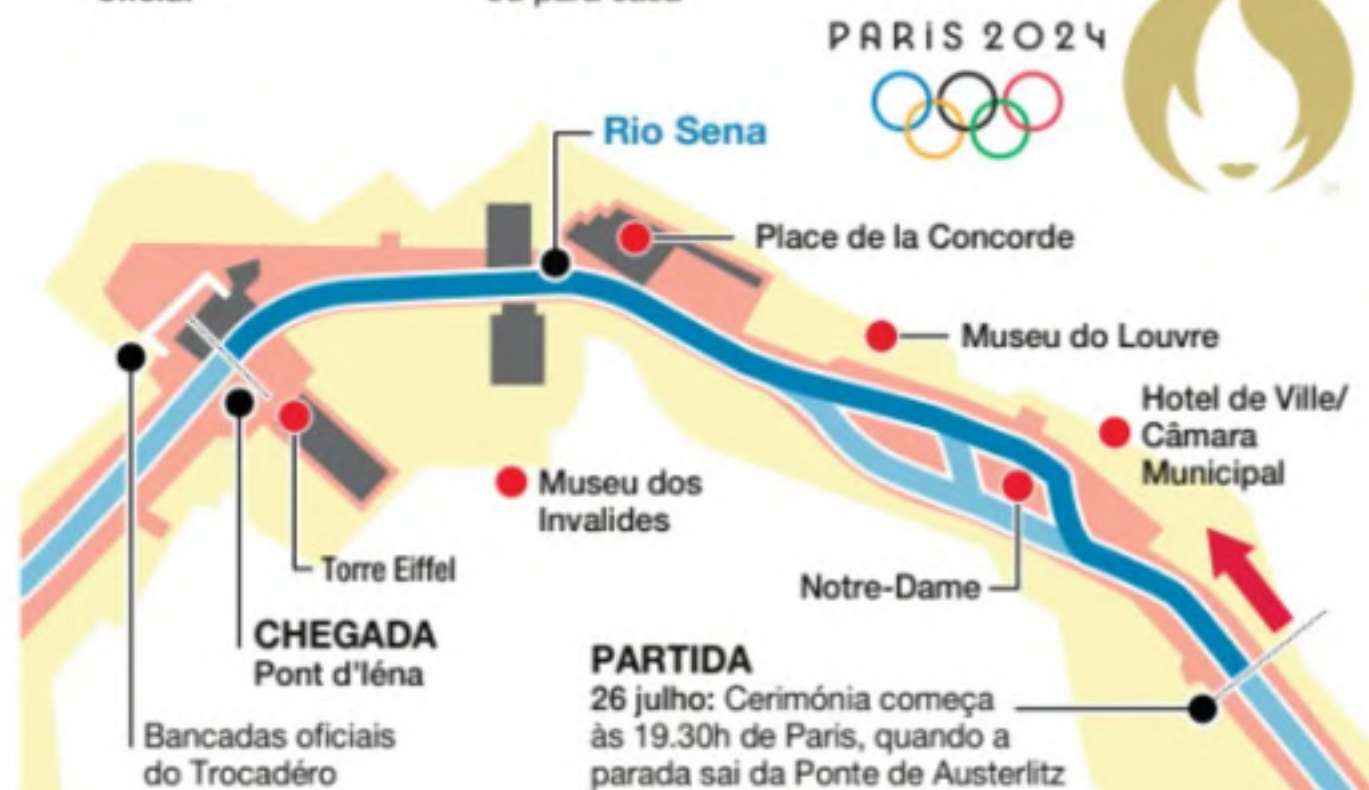 PARIS 2024
Rio Sena
Place de la Concorde
Museu do Louvre
Hotel de Ville/
Câmara
Municipal
Museu dos
Invalides
Torre Eiffel
Notre-Dame
CHEGADA
Pont d'Iéna
PARTIDA
26 julho: Cerimónia começa
às 19.30h de Paris, quando a
parada sai da Ponte de Austerlitz
Bancadas oficiais
do Trocadéro